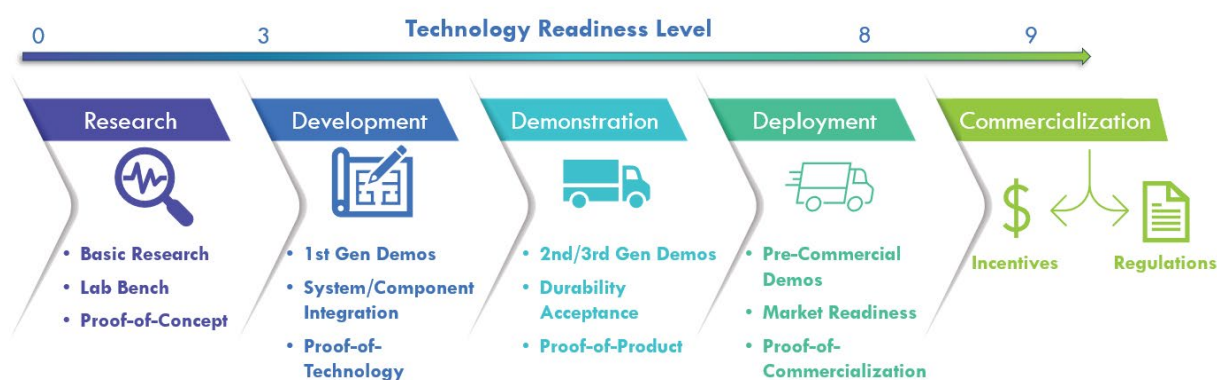 Technology Readiness Level
0
3
8
9
Research
Development
Demonstration
Deployment
Commercialization
• Basic Research
• Lab Bench
• Proof-of-Concept
• 1st Gen Demos
• System/Component
Integration
• Proof-of-
Technology
• 2nd/3rd Gen Demos
• Durability
Acceptance
• Proof-of-Product
• Pre-Commercial
Demos
• Market Readiness
• Proof-of-
Commercialization
$
Incentives
Regulations